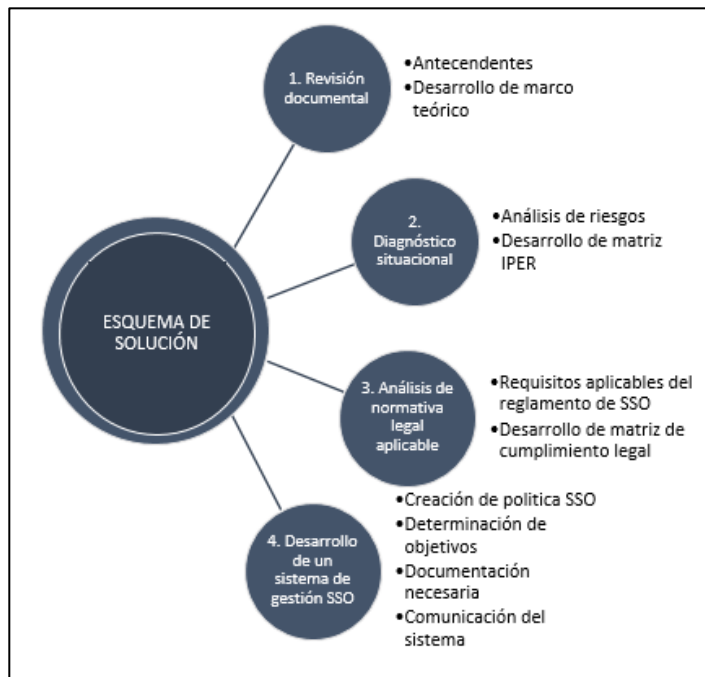 1. Revisión
documental
•Antecendentes
•Desarrollo de marco
teórico
2.
Diagnóstico
situacional
•Análisis de riesgos
•Desarrollo de matriz
IPER
ESQUEMA DE
SOLUCIÓN
3. Análisis de
normativa
legal
aplicable
•Requisitos aplicables del
reglamento de SSO
•Desarrollo de matriz de
cumplimiento legal
4. Desarrollo
de un
sistema de
gestión SSO
•Creación de politica SSO
•Determinación de
objetivos
•Documentación
necesaria
•Comunicación del
sistema